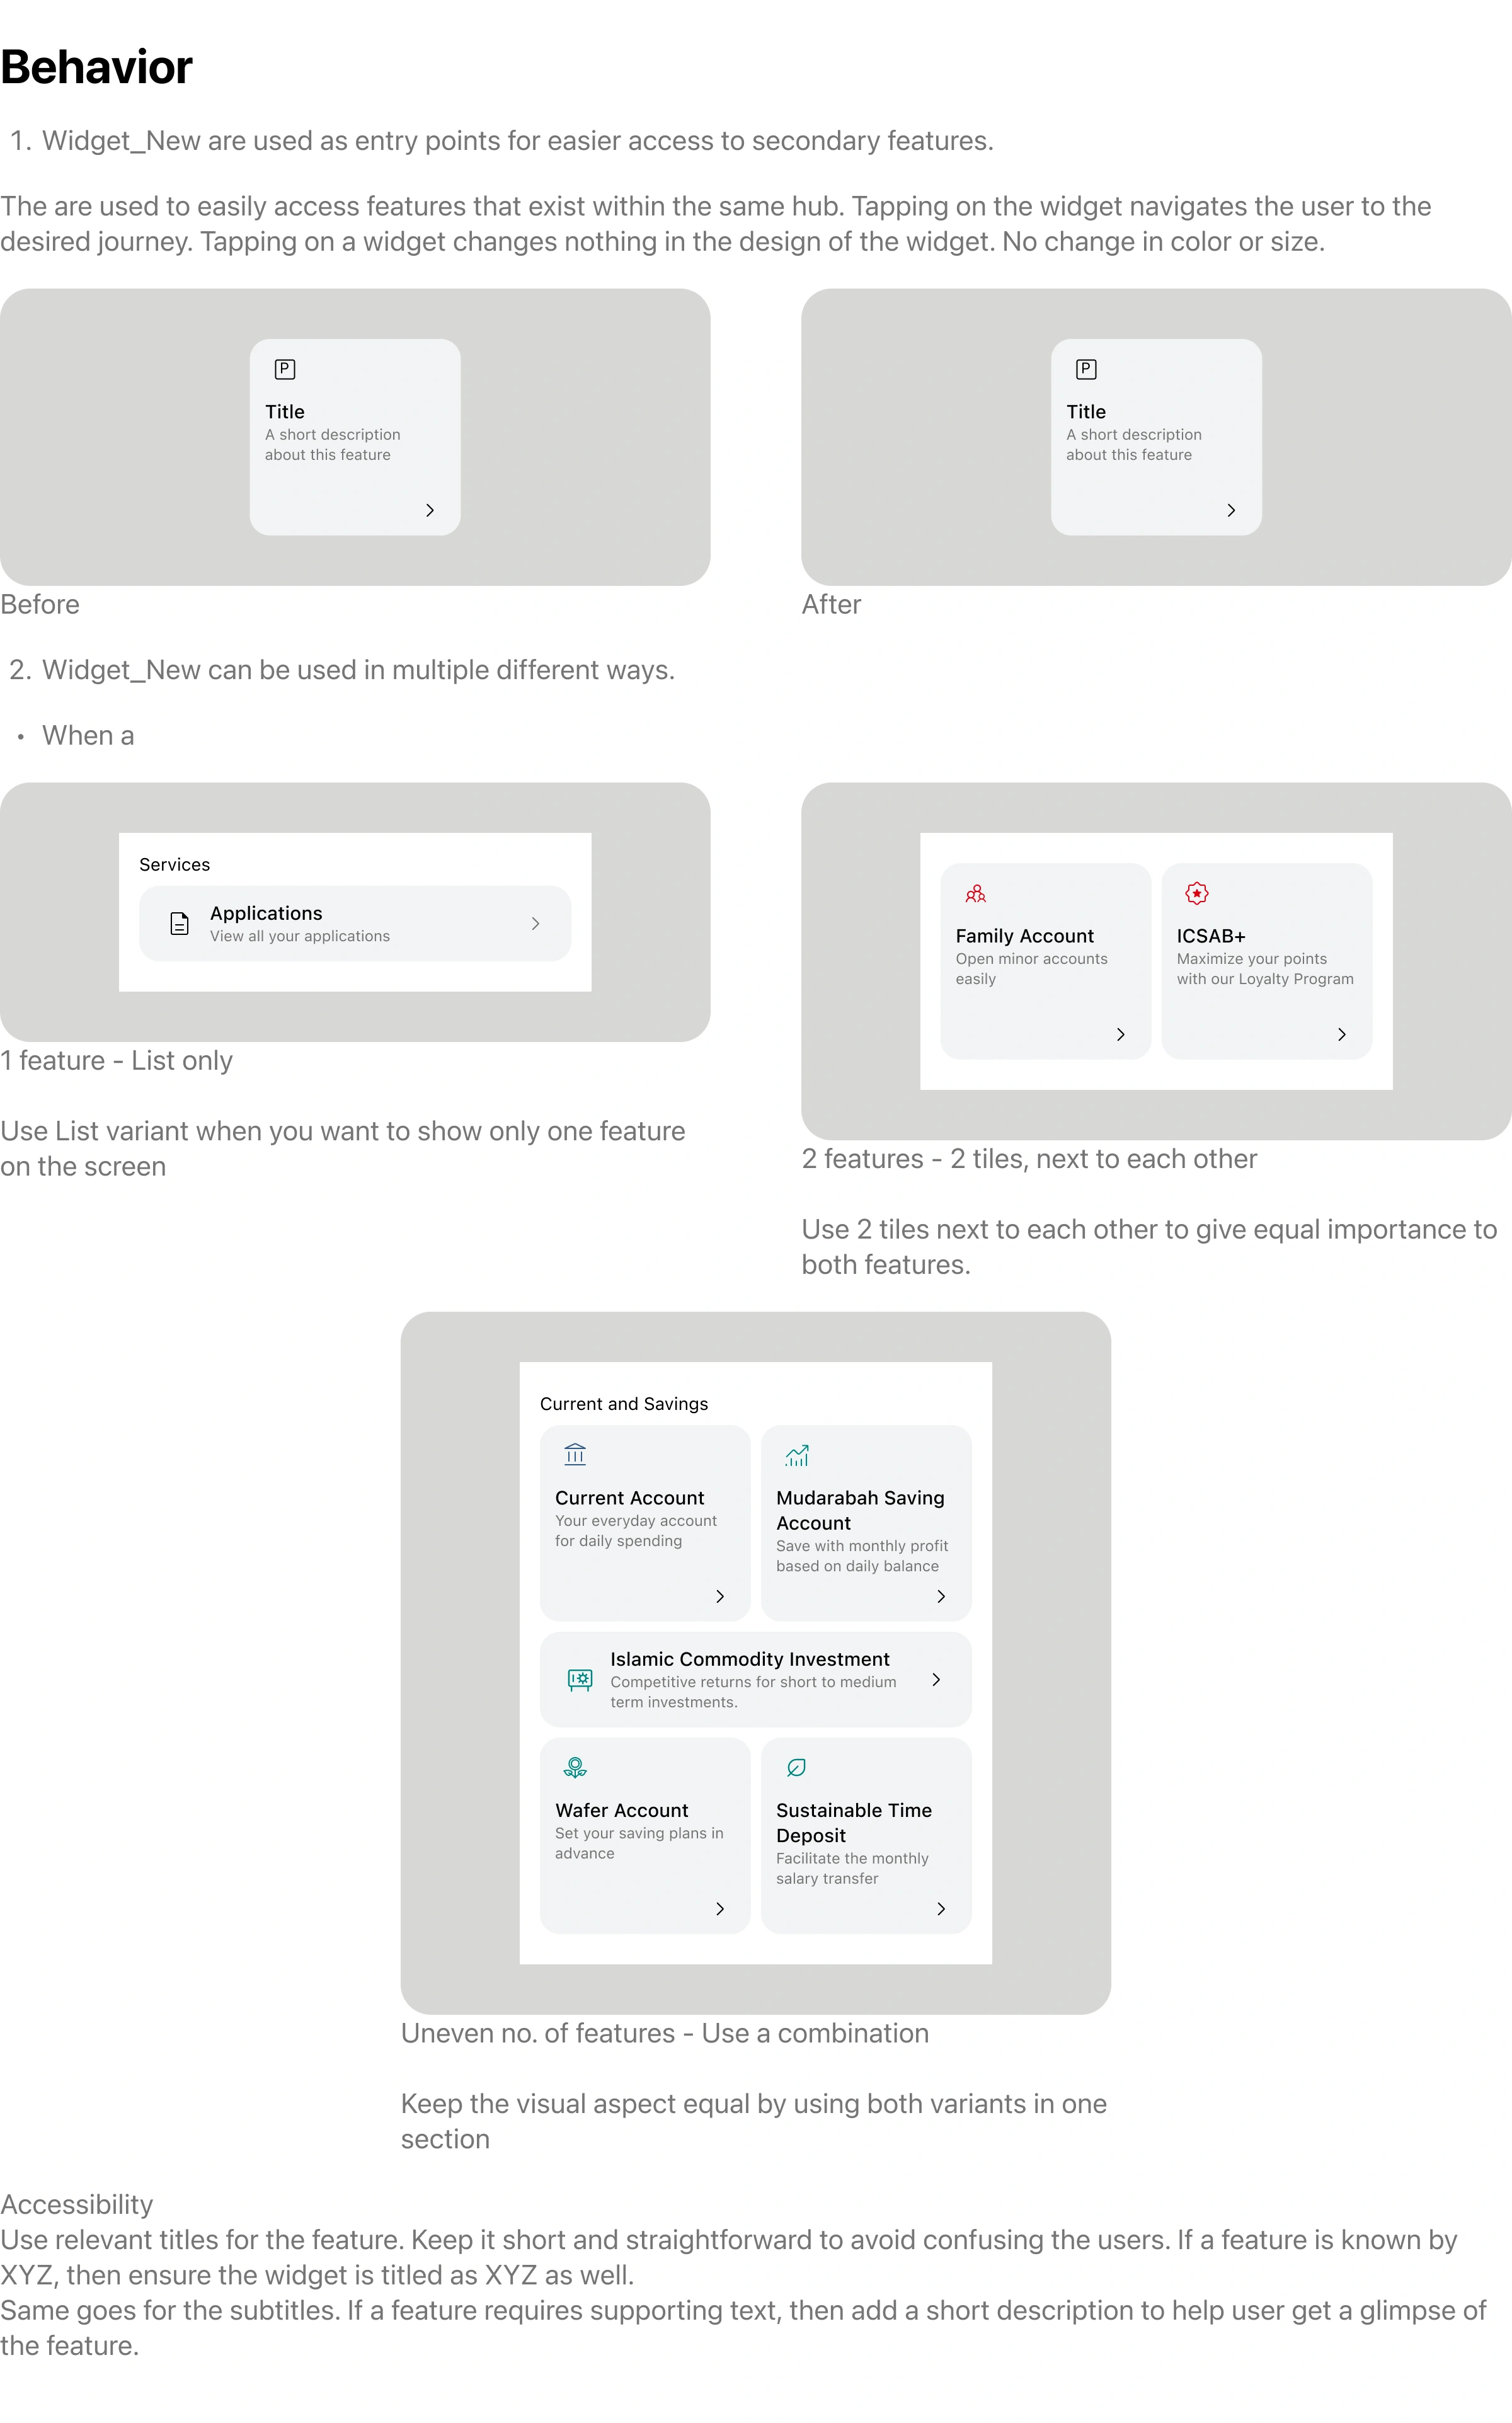 Behavior
1. Widget_New are used as entry points for easier access to secondary features.
The are used to easily access features that exist within the same hub. Tapping on the widget navigates the user to the
desired journey. Tapping on a widget changes nothing in the design of the widget. No change in color or size.
P
Title
A short description
about this feature
Before
P
Title
A short description
about this feature
After
2. Widget_New can be used in multiple different ways.
• When a
Services
Applications
View all your applications
1 feature - List only
Use List variant when you want to show only one feature
on the screen
Family Account
Open minor accounts
easily
ICSAB+
Maximize your points
with our Loyalty Program
2 features - 2 tiles, next to each other
Use 2 tiles next to each other to give equal importance to
both features.
Current and Savings
Current Account
Your everyday account
for daily spending
Mudarabah Saving
Account
Save with monthly profit
based on daily balance
Islamic Commodity Investment
Competitive returns for short to medium
term investments.
Wafer Account
Set your saving plans in
advance
Sustainable Time
Deposit
Facilitate the monthly
salary transfer
Uneven no. of features - Use a combination
Keep the visual aspect equal by using both variants in one
section
Accessibility
Use relevant titles for the feature. Keep it short and straightforward to avoid confusing the users. If a feature is known by
XYZ, then ensure the widget is titled as XYZ as well.
Same goes for the subtitles. If a feature requires supporting text, then add a short description to help user get a glimpse of
the feature.